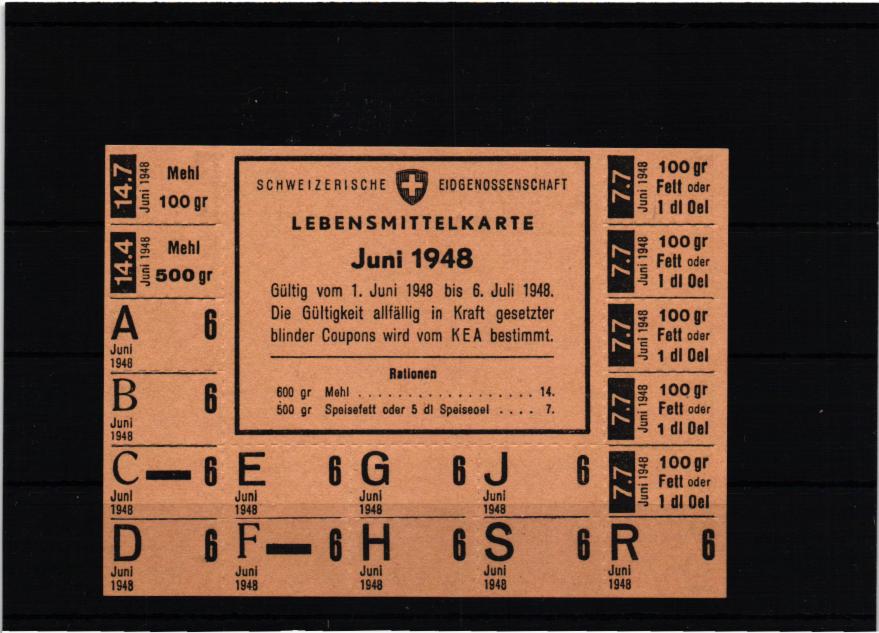 14.7
Juni 1948
Mehl
100 gr
14.4
Juni 1948
Mehl
500 gr
A 6
Juni
1948
B 6
Juni
1948
SCHWEIZERISCHE EIDGENOSSENSCHAFT
LEBENSMITTELKARTE
Juni 1948
Gültig vom 1. Juni 1948 bis 6. Juli 1948.
Die Gültigkeit allfällig in Kraft gesetzter
blinder Coupons wird vom KEA bestimmt.
Rationen
600 gr Mehl . . . . . . . . . . . . . . . . . . 14.
500 gr Speisefett oder 5 dl Speiseoel . . . . 7.
7.7
Juni 1948
100 gr
Fett oder
1 dl Oel
7.7
Juni 1948
100 gr
Fett oder
1 dl Oel
7.7
Juni 1948
100 gr
Fett oder
1 dl Oel
7.7
Juni 1948
100 gr
Fett oder
1 dl Oel
C — 6
Juni
1948
E 6
Juni
1948
G 6
Juni
1948
J 6
Juni
1948
7.7
Juni 1948
100 gr
Fett oder
1 dl Oel
D 6
Juni
1948
F — 6
Juni
1948
H 6
Juni
1948
S 6
Juni
1948
R 6
Juni
1948